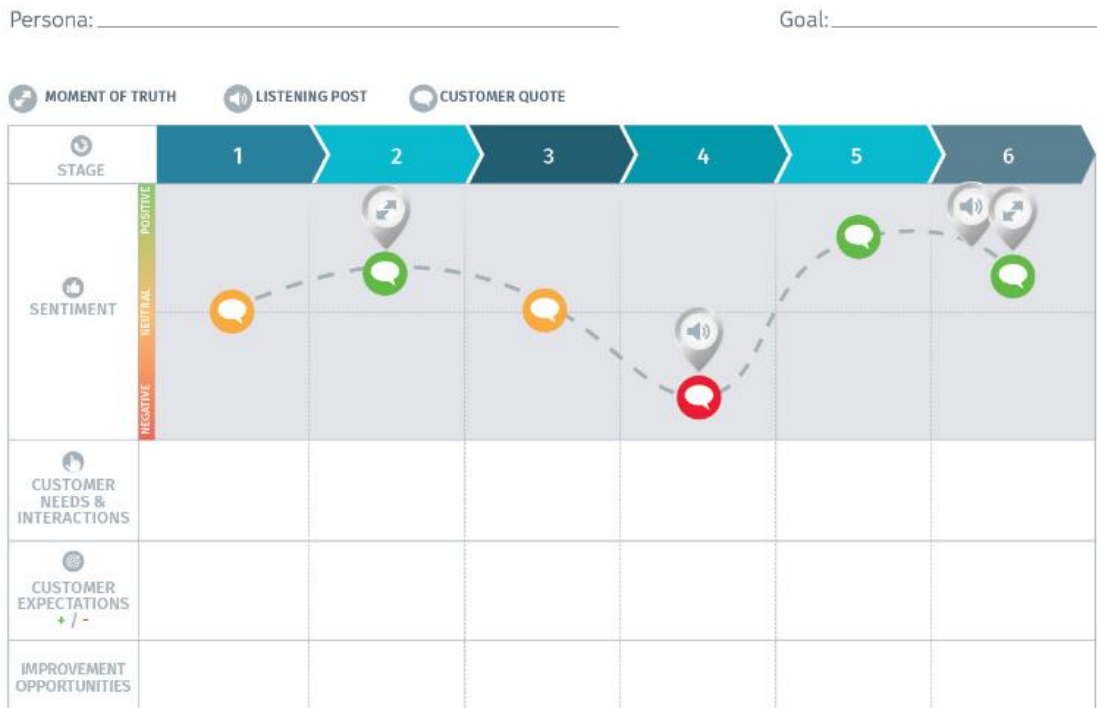 Persona:
Goal:
MOMENT OF TRUTH
LISTENING POST
CUSTOMER QUOTE
STAGE
1
2
3
4
5
6
SENTIMENT
POSITIVE
NEUTRAL
NEGATIVE
CUSTOMER
NEEDS &
INTERACTIONS
CUSTOMER
EXPECTATIONS
+ / -
IMPROVEMENT
OPPORTUNITIES